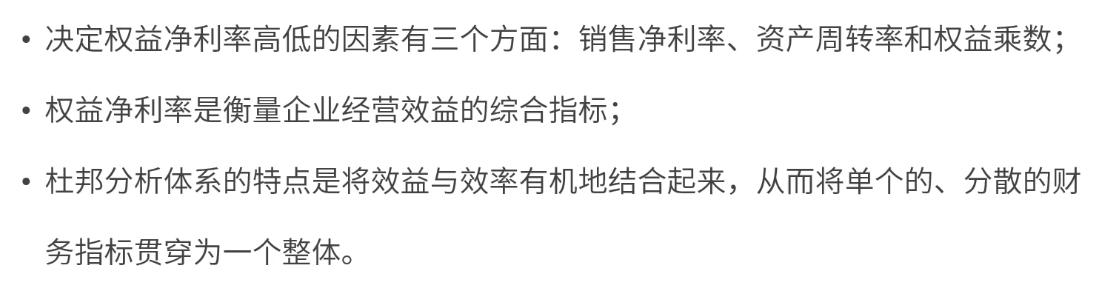 • 决定权益净利率高低的因素有三个方面：销售净利率、资产周转率和权益乘数；
• 权益净利率是衡量企业经营效益的综合指标；
• 杜邦分析体系的特点是将效益与效率有机地结合起来，从而将单个的、分散的财
务指标贯穿为一个整体。